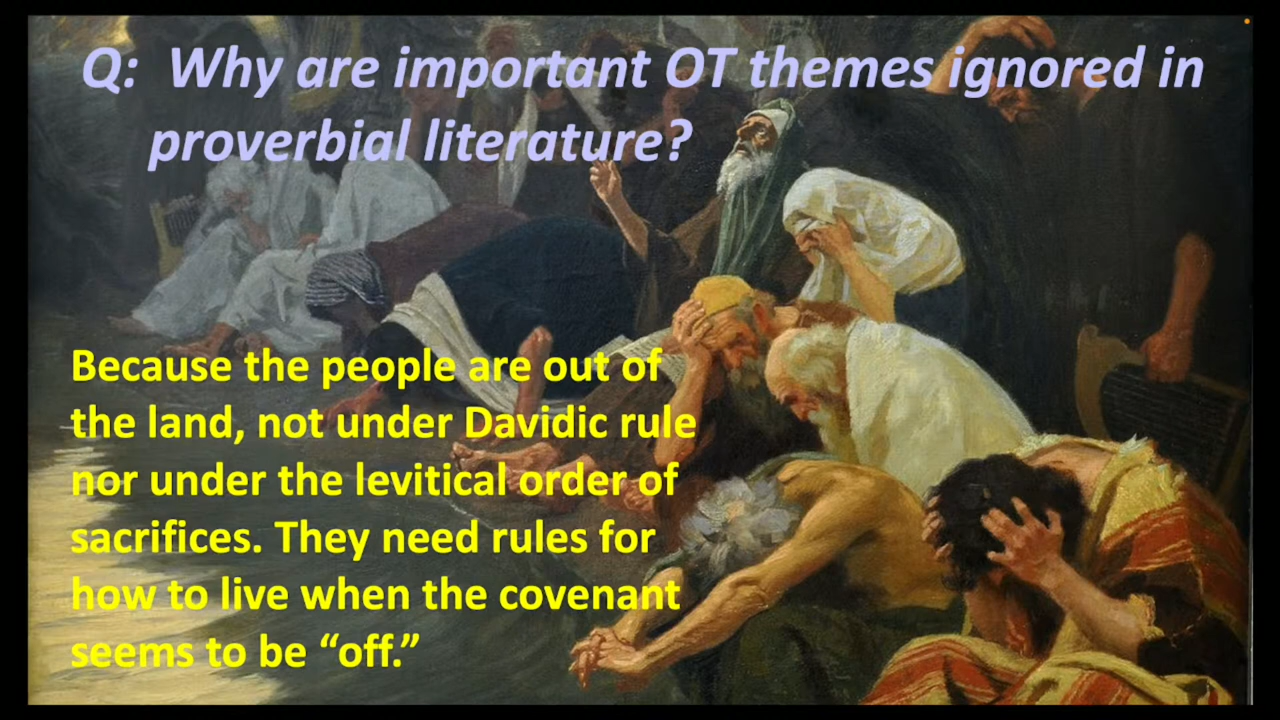 Q: Why are important OT themes ignored in
proverbial literature?
Because the people are out of
the land, not under Davidic rule
nor under the levitical order of
sacrifices. They need rules for
how to live when the covenant
seems to be “off.”